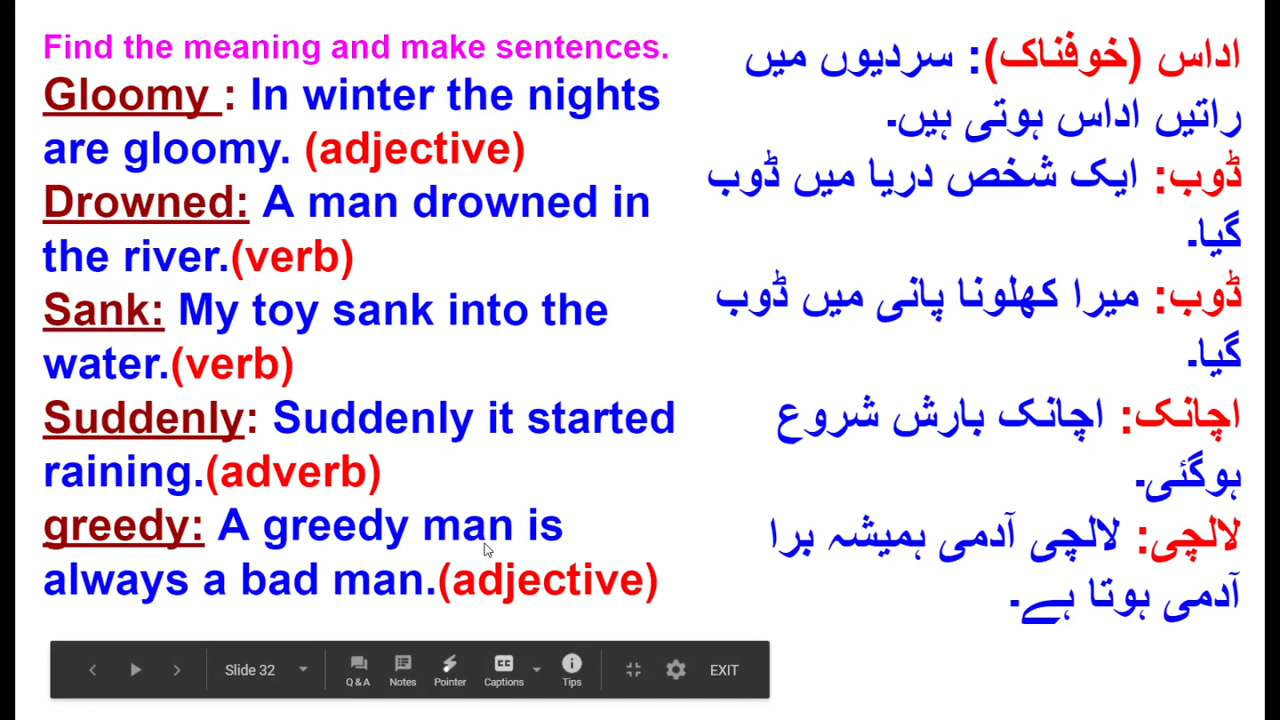 Find the meaning and make sentences.
Gloomy : In winter the nights
are gloomy. (adjective)
Drowned: A man drowned in
the river.(verb)
Sank: My toy sank into the
water.(verb)
Suddenly: Suddenly it started
raining.(adverb)
greedy: A greedy man is
always a bad man.(adjective)
اداس (خوفناک): سردیوں میں
راتیں اداس ہوتی ہیں۔
ڈوب: ایک شخص دریا میں ڈوب
گیا۔
ڈوب: میرا کھلونا پانی میں ڈوب
گیا۔
اچانک: اچانک بارش شروع
ہوگئی۔
لالچی: لالچی آدمی ہمیشہ برا
آدمی ہوتا ہے۔
Slide 32
Q & A Notes Pointer Captions Tips EXIT